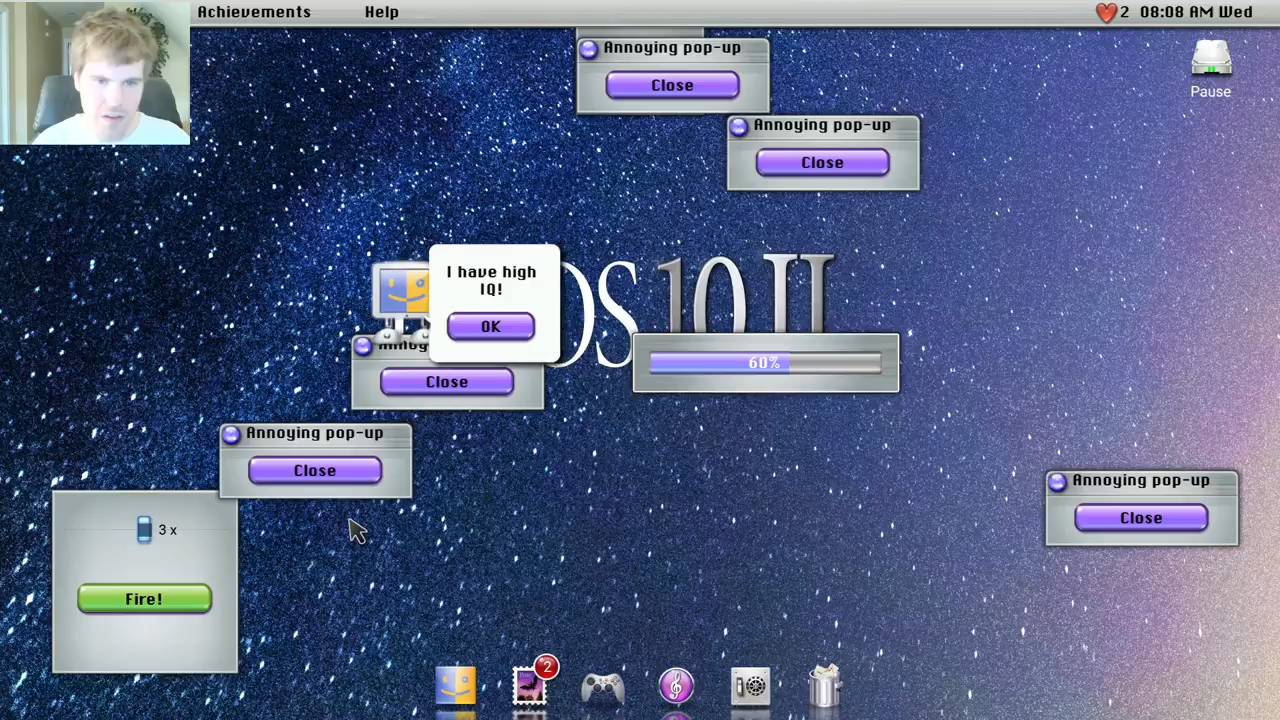 Achievements Help 2 08:08 AM Wed
Annoying pop-up
Close
Pause
Annoying pop-up
Close
I have high
IQ!
OK
OS 10 II
60%
Close
Annoying pop-up
Close
Annoying pop-up
Close
3 x
Fire!
2